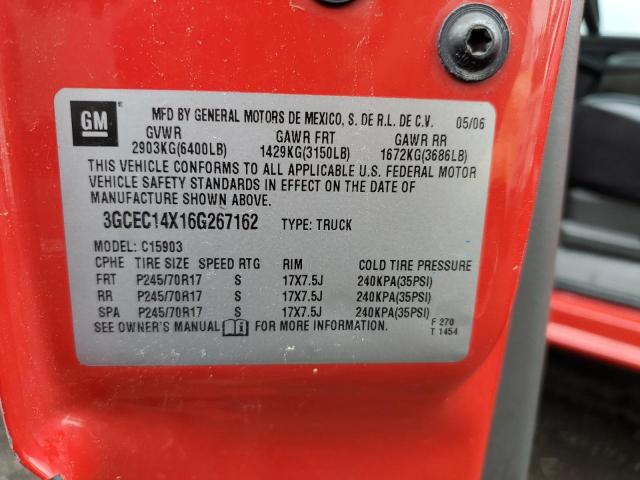 GM
MFD BY GENERAL MOTORS DE MEXICO, S. DE R.L. DE C.V. 05/06
GVWR GAWR FRT GAWR RR
2903KG(6400LB) 1429KG(3150LB) 1672KG(3686LB)
THIS VEHICLE CONFORMS TO ALL APPLICABLE U.S. FEDERAL MOTOR
VEHICLE SAFETY STANDARDS IN EFFECT ON THE DATE OF
MANUFACTURE SHOWN ABOVE.
3GCEC14X16G267162 TYPE: TRUCK
MODEL: C15903
CPHE TIRE SIZE SPEED RTG RIM COLD TIRE PRESSURE
FRT P245/70R17 S 17X7.5J 240KPA(35PSI)
RR P245/70R17 S 17X7.5J 240KPA(35PSI)
SPA P245/70R17 S 17X7.5J 240KPA(35PSI)
SEE OWNER'S MANUAL FOR MORE INFORMATION. F 270
T 1454